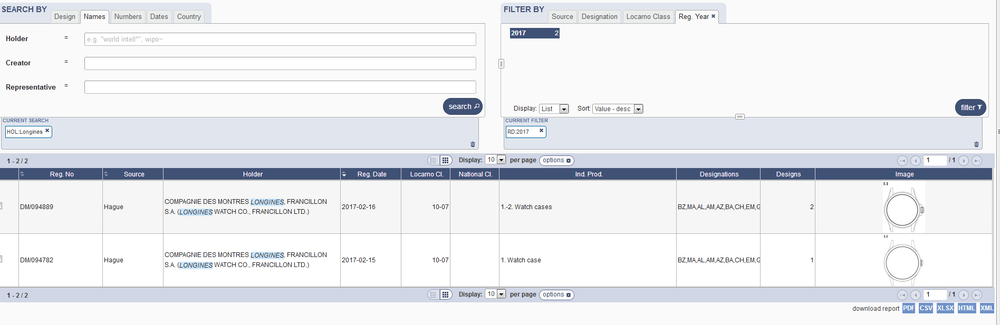 SEARCH BY
Design Names Numbers Dates Country
Holder = e.g. "world intell*", wipo~
Creator =
Representative =
search
CURRENT SEARCH
HOL:Longines
FILTER BY
Source Designation Locarno Class Reg. Year
2017 2
Display: List Sort: Value - desc
filter
CURRENT FILTER
RD:2017
1 - 2 / 2 Display: 10 per page options 1 / 1
Reg. No Source Holder Reg. Date Locarno Cl. National Cl. Ind. Prod. Designations Designs Image
1.1
COMPAGNIE DES MONTRES LONGINES, FRANCILLON
DM/094889 Hague 2017-02-16 10-07 1.-2. Watch cases BZ,MA,AL,AM,AZ,BA,CH,EM,G 2
S.A. (LONGINES WATCH CO., FRANCILLON LTD.)
1.1
COMPAGNIE DES MONTRES LONGINES, FRANCILLON
DM/094782 Hague 2017-02-15 10-07 1. Watch case BZ,MA,AL,AM,AZ,BA,CH,EM,G 1
S.A. (LONGINES WATCH CO., FRANCILLON LTD.)
1 - 2 / 2 Display: 10 per page options 1 / 1
download report PDF CSV XLSX HTML XML